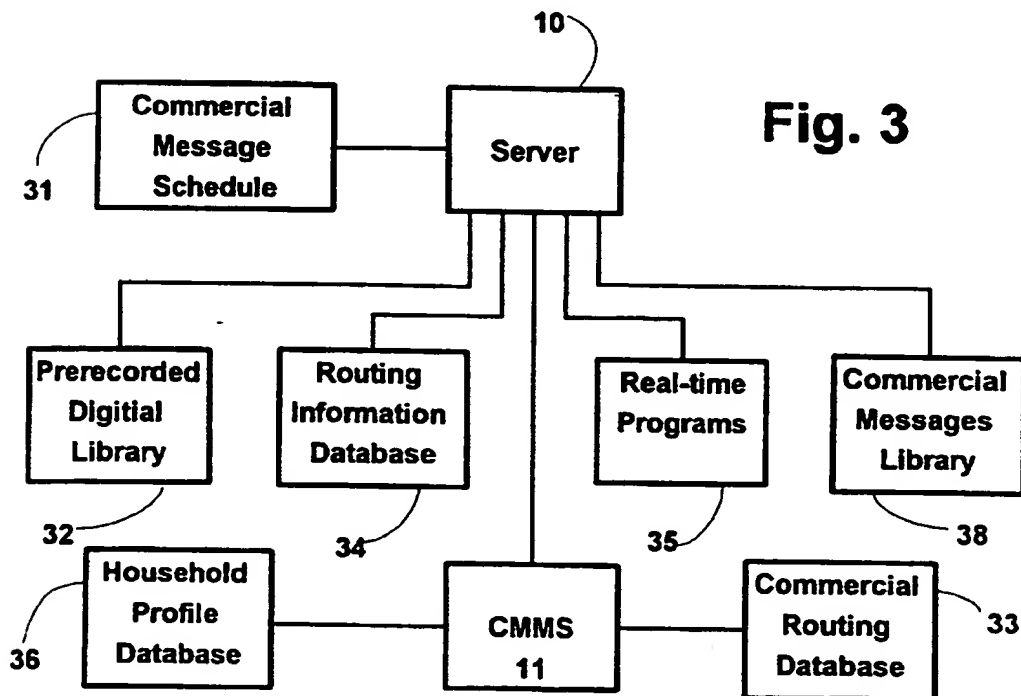 10
Commercial
Message
Schedule
31
Server
Fig. 3
Prerecorded
Digitial
Library
32
Routing
Information
Database
34
Real-time
Programs
35
Commercial
Messages
Library
38
Household
Profile
Database
36
CMMS
11
Commercial
Routing
Database
33